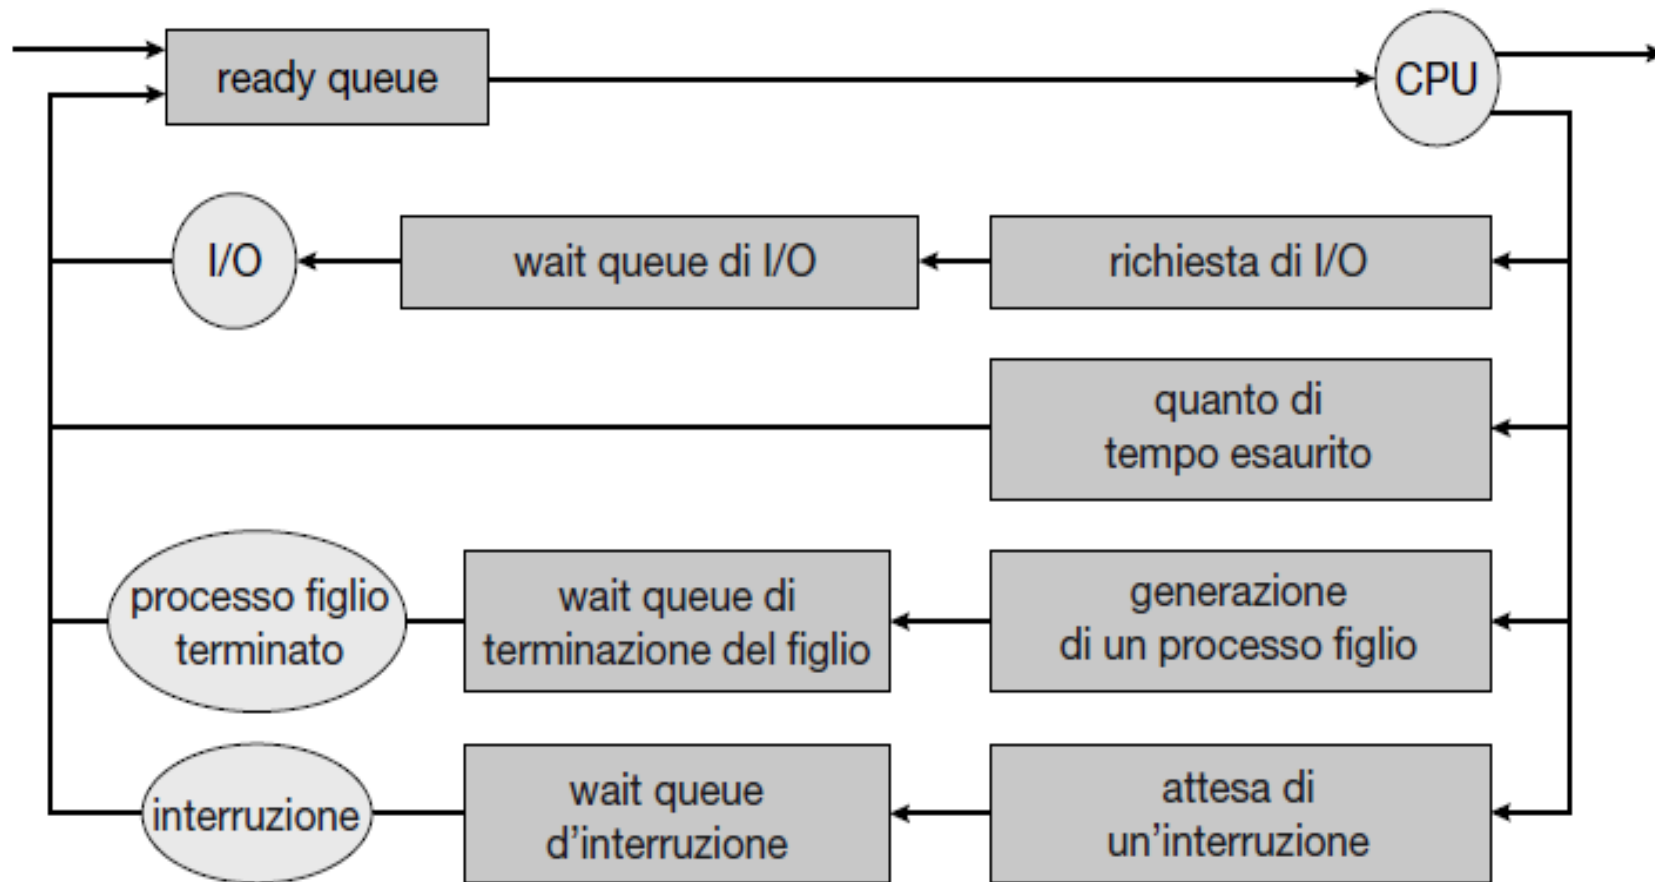 ready queue
CPU
I/O
wait queue di I/O
richiesta di I/O
quanto di
tempo esaurito
processo figlio
terminato
wait queue di
terminazione del figlio
generazione
di un processo figlio
interruzione
wait queue
d’interruzione
attesa di
un’interruzione